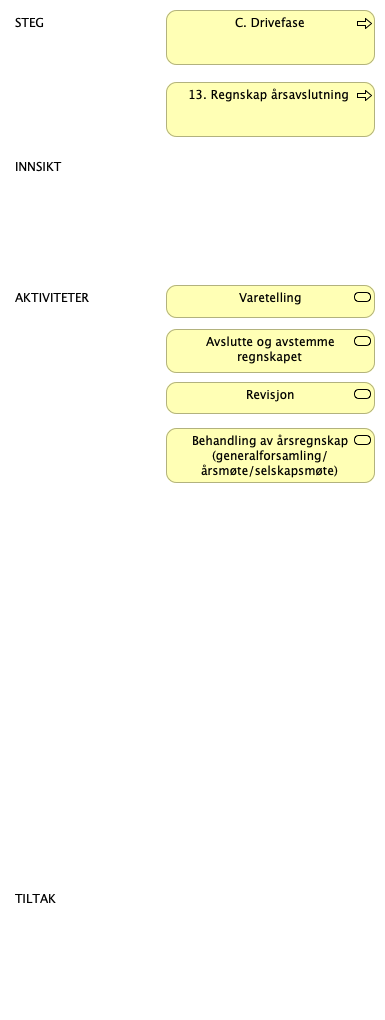 STEG
C. Drivefase
13. Regnskap årsavslutning
INNSIKT
AKTIVITETER
Varetelling
Avslutte og avstemme
regnskapet
Revisjon
Behandling av årsregnskap
(generalforsamling/
årsmøte/selskapsmøte)
TILTAK